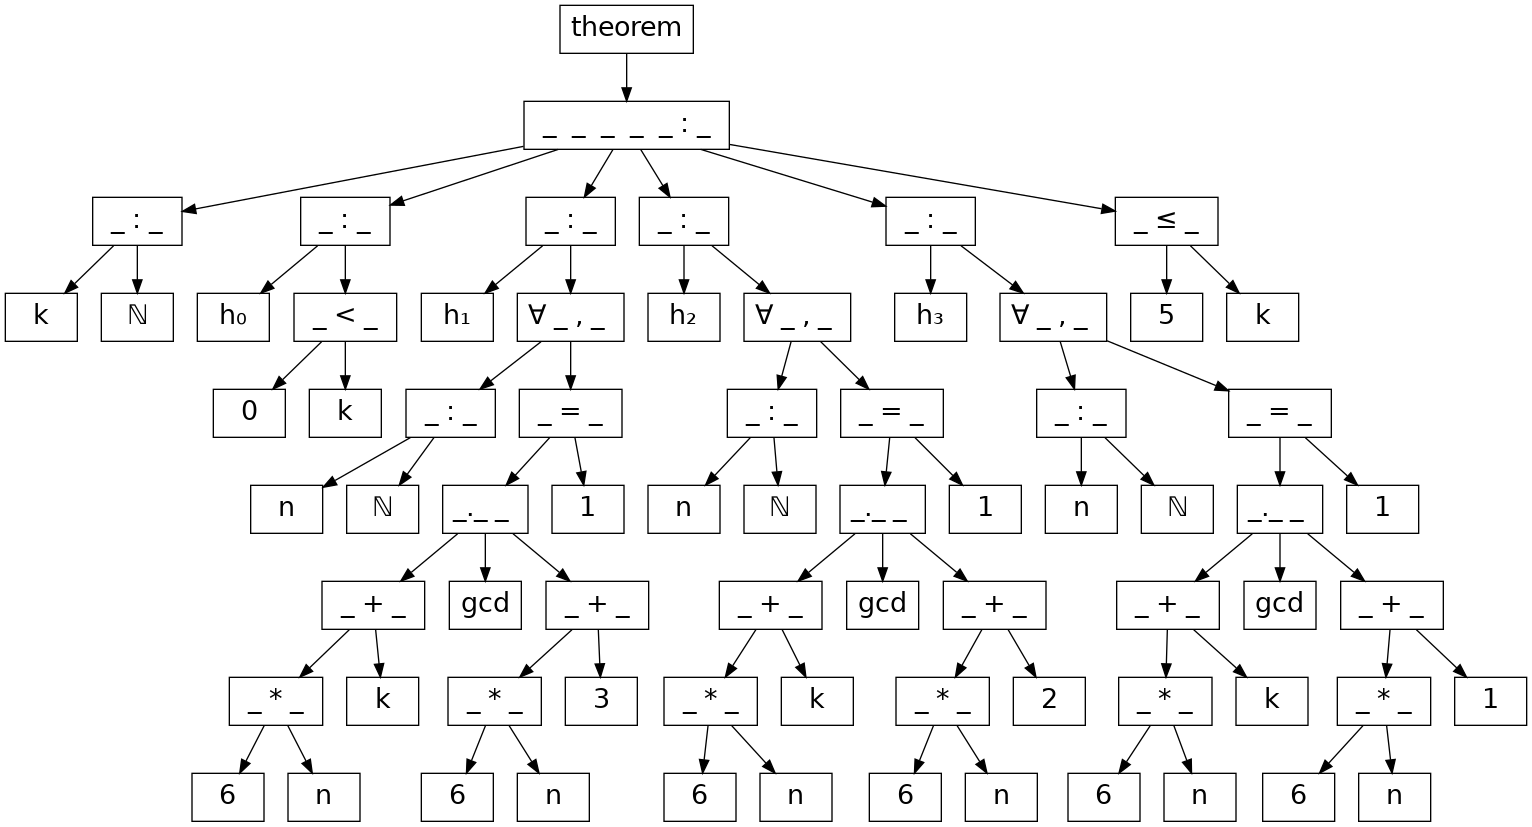 theorem
_ _ _ _ _ : _
_ : _ _ : _ _ : _ _ : _ _ : _ _ ≤ _
k ℕ h₀ _ < _ h₁ ∀ _ , _ h₂ ∀ _ , _ h₃ ∀ _ , _ 5 k
0 k _ : _ _ = _ _ : _ _ = _ _ : _ _ = _
n ℕ _._ _ 1 n ℕ _._ _ 1 n ℕ _._ _ 1
_ + _ gcd _ + _ _ + _ gcd _ + _ _ + _ gcd _ + _
_ * _ k _ * _ 3 _ * _ k _ * _ 2 _ * _ k _ * _ 1
6 n 6 n 6 n 6 n 6 n 6 n